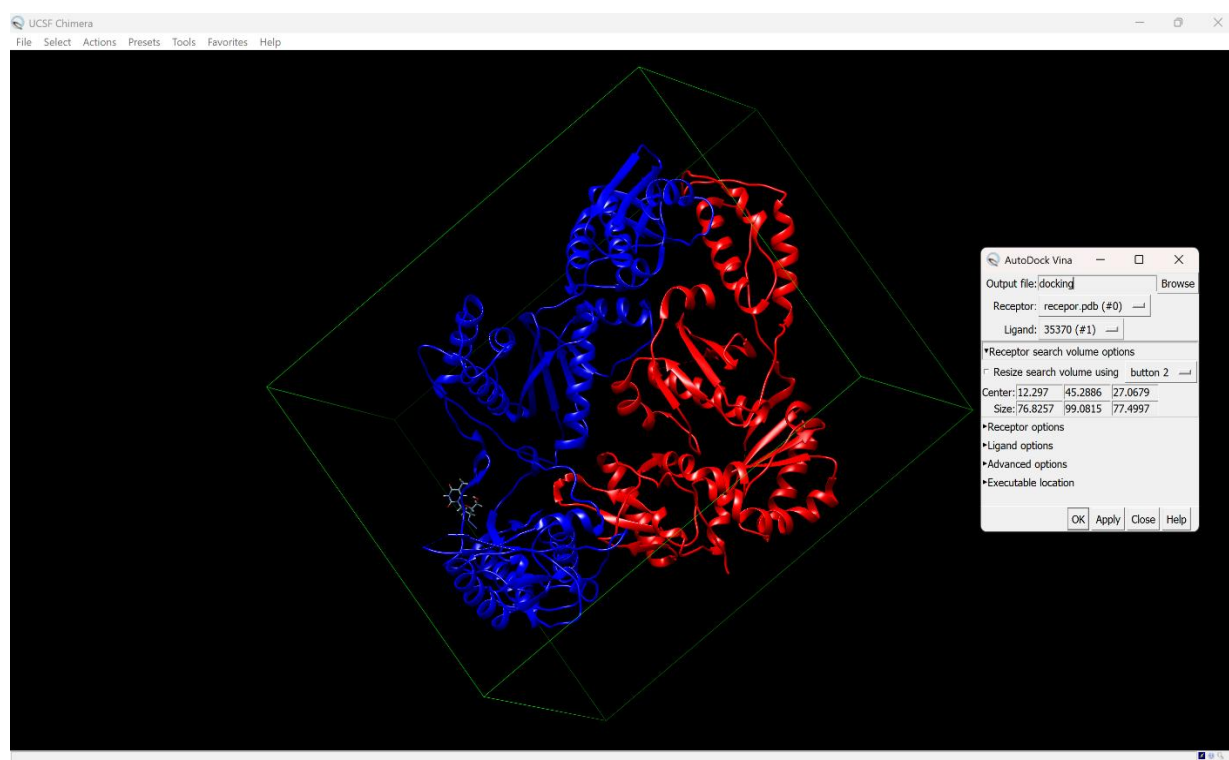 UCSF Chimera
File Select Actions Presets Tools Favorites Help
AutoDock Vina
Output file: docking Browse
Receptor: recepor.pdb (#0)
Ligand: 35370 (#1)
Receptor search volume options
Resize search volume using button 2
Center: 12.297 45.2886 27.0679
Size: 76.8257 99.0815 77.4997
Receptor options
Ligand options
Advanced options
Executable location
OK Apply Close Help